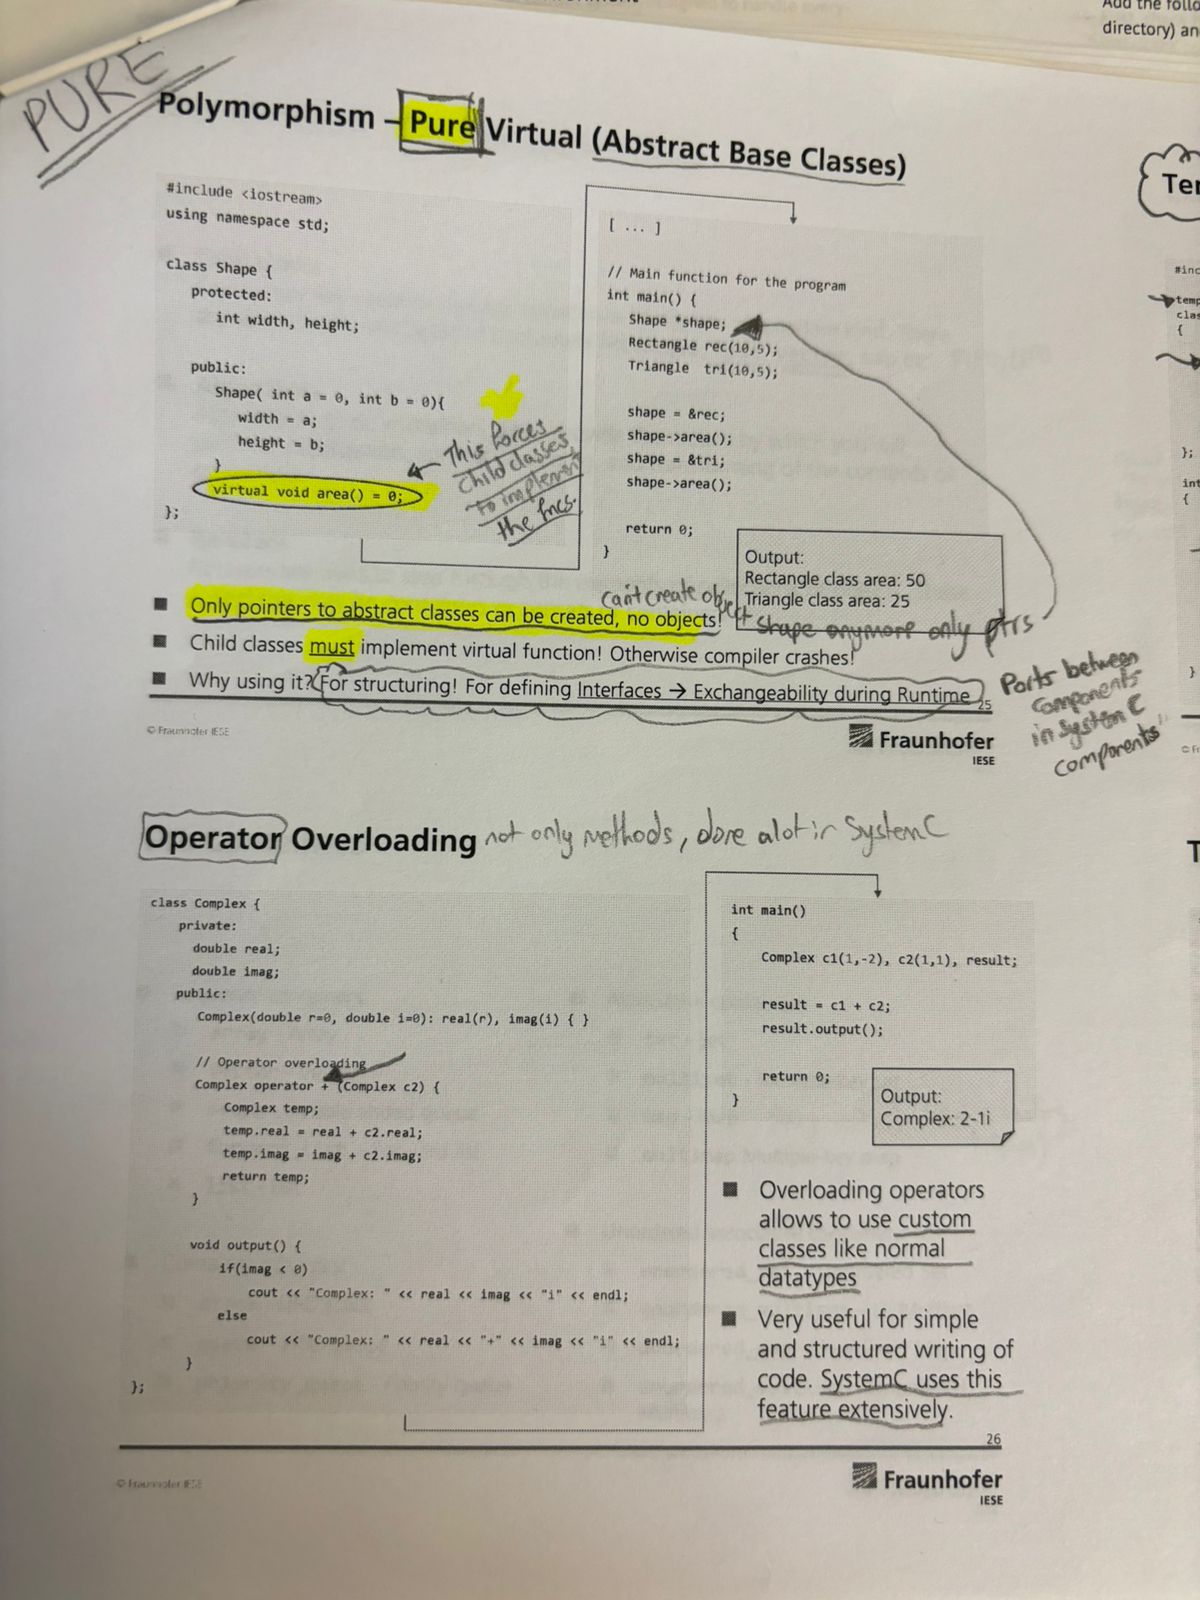 Add the follo
directory) an
PURE
Polymorphism – Pure Virtual (Abstract Base Classes)
#include <iostream>
using namespace std;
class Shape {
protected:
int width, height;
public:
Shape( int a = 0, int b = 0){
width = a;
height = b;
}
virtual void area() = 0;
};
This forces
child classes
to implement
the fncs.
[ ... ]
// Main function for the program
int main() {
Shape *shape;
Rectangle rec(10,5);
Triangle  tri(10,5);
shape = &rec;
shape->area();
shape = &tri;
shape->area();
return 0;
}
Output:
Rectangle class area: 50
Triangle class area: 25
■ Only pointers to abstract classes can be created, no objects!
can't create object
shape anymore only ptrs
■ Child classes must implement virtual function! Otherwise compiler crashes!
■ Why using it? For structuring! For defining Interfaces → Exchangeability during Runtime
25
Ports between
components
in SystemC
components"
© Fraunhofer IESE
Fraunhofer
IESE
Operator Overloading not only methods, done alot in SystemC
class Complex {
private:
double real;
double imag;
public:
Complex(double r=0, double i=0): real(r), imag(i) { }
// Operator overloading
Complex operator + (Complex c2) {
Complex temp;
temp.real = real + c2.real;
temp.imag = imag + c2.imag;
return temp;
}
void output() {
if(imag < 0)
cout << "Complex: " << real << imag << "i" << endl;
else
cout << "Complex: " << real << "+" << imag << "i" << endl;
}
};
int main()
{
Complex c1(1,-2), c2(1,1), result;
result = c1 + c2;
result.output();
return 0;
}
Output:
Complex: 2-1i
■ Overloading operators
allows to use custom
classes like normal
datatypes
■ Very useful for simple
and structured writing of
code. SystemC uses this
feature extensively.
26
© Fraunhofer IESE
Fraunhofer
IESE
Ter
#inc
temp
clas
{
};
int
{
}
© Fr
T